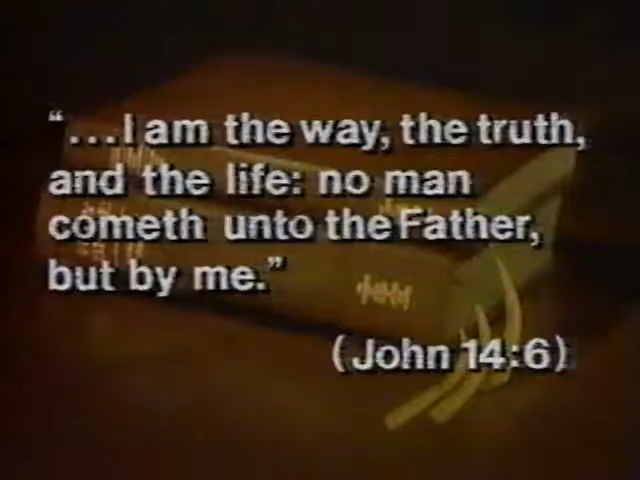 “...I am the way, the truth,
and the life: no man
cometh unto the Father,
but by me.”
(John 14:6)